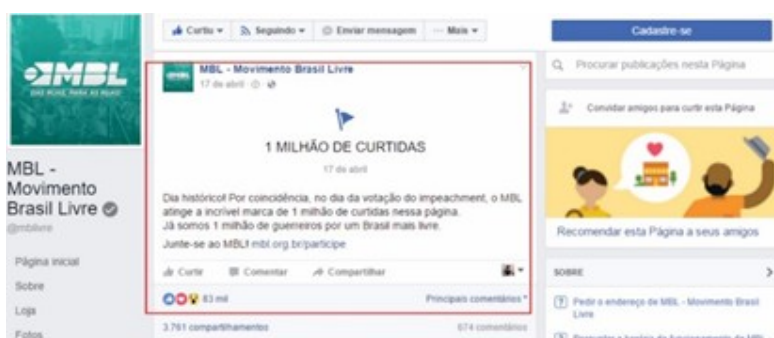 Curtiu
Seguindo
Enviar mensagem
Mais
Cadastre-se
MBL
MBL - Movimento Brasil Livre
17 de abril
1 MILHÃO DE CURTIDAS
17 de abril
Dia histórico! Por coincidência, no dia da votação do impeachment, o MBL
atinge a incrível marca de 1 milhão de curtidas nessa página.
Já somos 1 milhão de guerreiros por um Brasil mais livre.
Junte-se ao MBL! mbl.org.br/participe
Curtir
Comentar
Compartilhar
83 mil
Principais comentários
3.761 compartilhamentos
674 comentários
MBL -
Movimento
Brasil Livre
@mblivre
Página inicial
Sobre
Loja
Fotos
Procurar publicações nesta Página
Convidar amigos para curtir esta Página
Recomendar esta Página a seus amigos
SOBRE
Pedir o endereço de MBL - Movimento Brasil
Livre